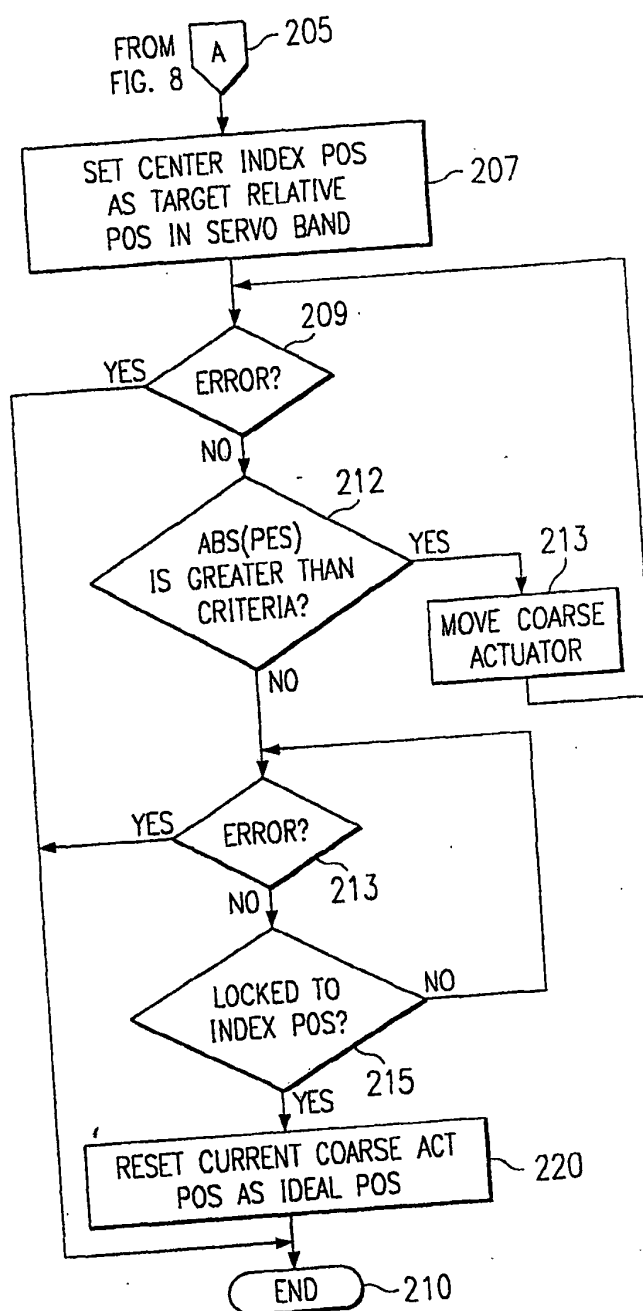 FROM
FIG. 8
A
205
SET CENTER INDEX POS
AS TARGET RELATIVE
POS IN SERVO BAND
207
209
YES
ERROR?
NO
212
ABS(PES)
IS GREATER THAN
CRITERIA?
YES
213
MOVE COARSE
ACTUATOR
NO
YES
ERROR?
213
NO
LOCKED TO
INDEX POS?
NO
215
YES
RESET CURRENT COARSE ACT
POS AS IDEAL POS
220
END
210